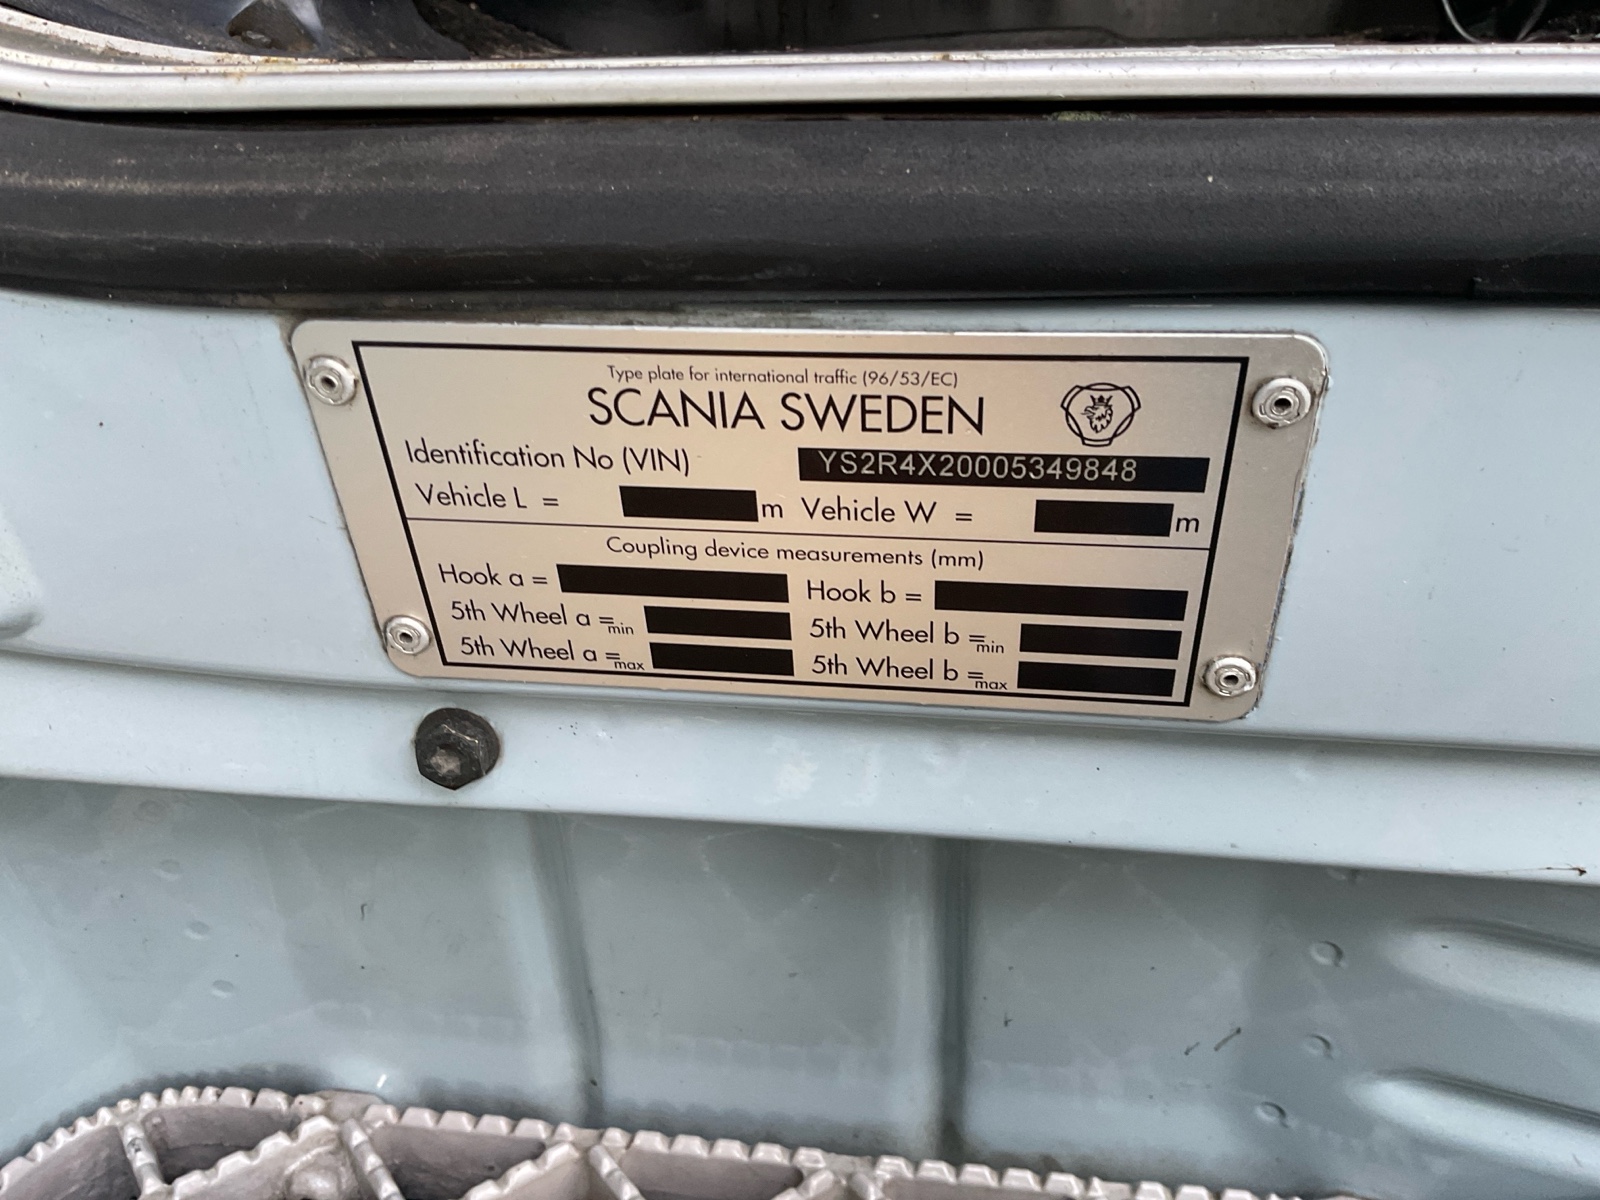 Type plate for international traffic (96/53/EC)
SCANIA SWEDEN
Identification No (VIN) YS2R4X20005349848
Vehicle L = m Vehicle W = m
Coupling device measurements (mm)
Hook a = Hook b =
5th Wheel a =min 5th Wheel b =min
5th Wheel a =max 5th Wheel b =max